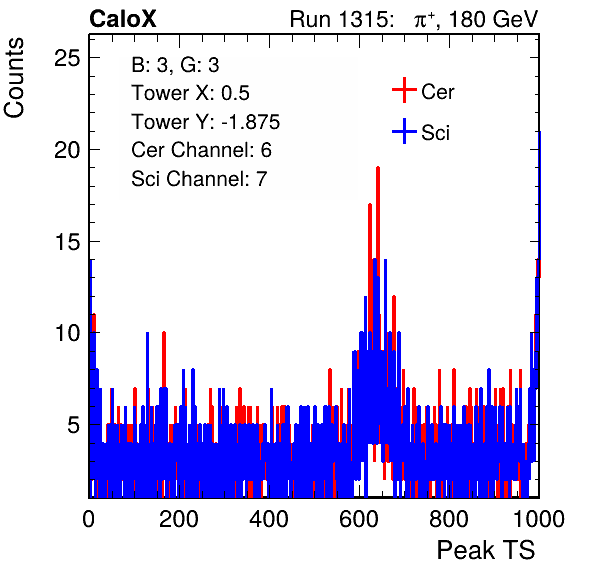 CaloX Run 1315: π⁺, 180 GeV
Counts
25
20
15
10
5
B: 3, G: 3
Tower X: 0.5
Tower Y: -1.875
Cer Channel: 6
Sci Channel: 7
Cer
Sci
0 200 400 600 800 1000
Peak TS